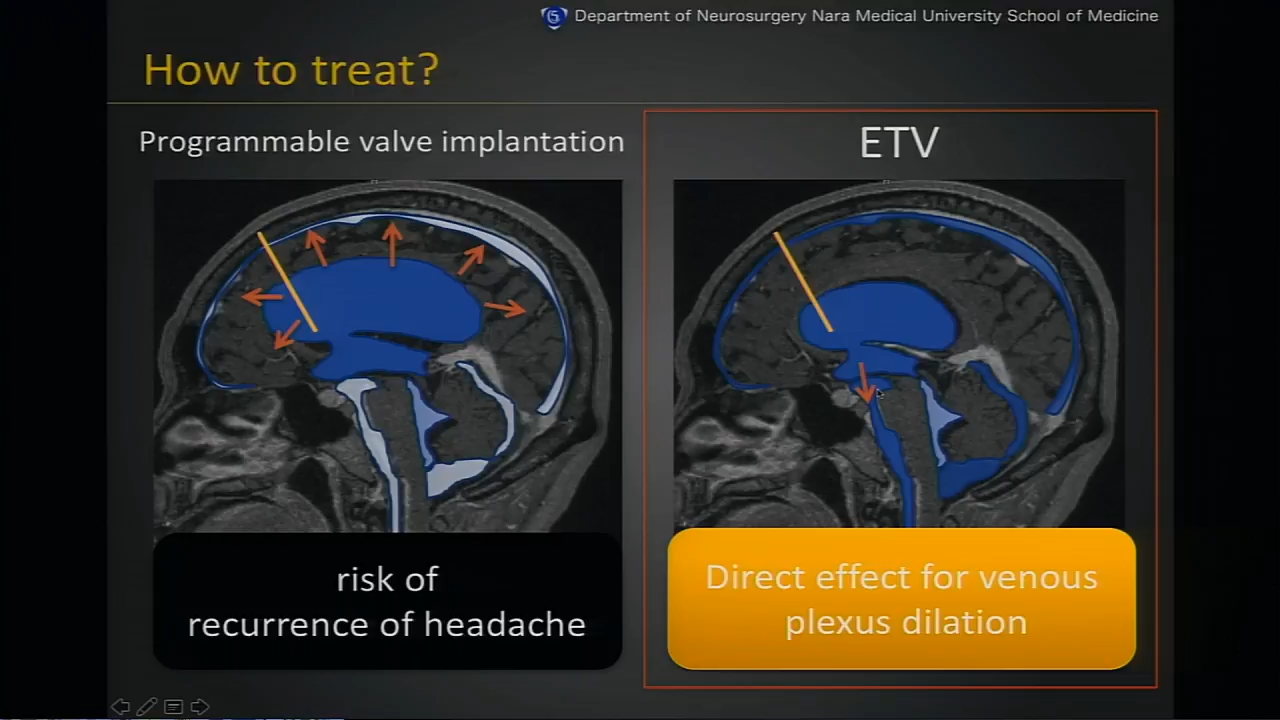 Department of Neurosurgery Nara Medical University School of Medicine
How to treat?
Programmable valve implantation
ETV
risk of
recurrence of headache
Direct effect for venous
plexus dilation